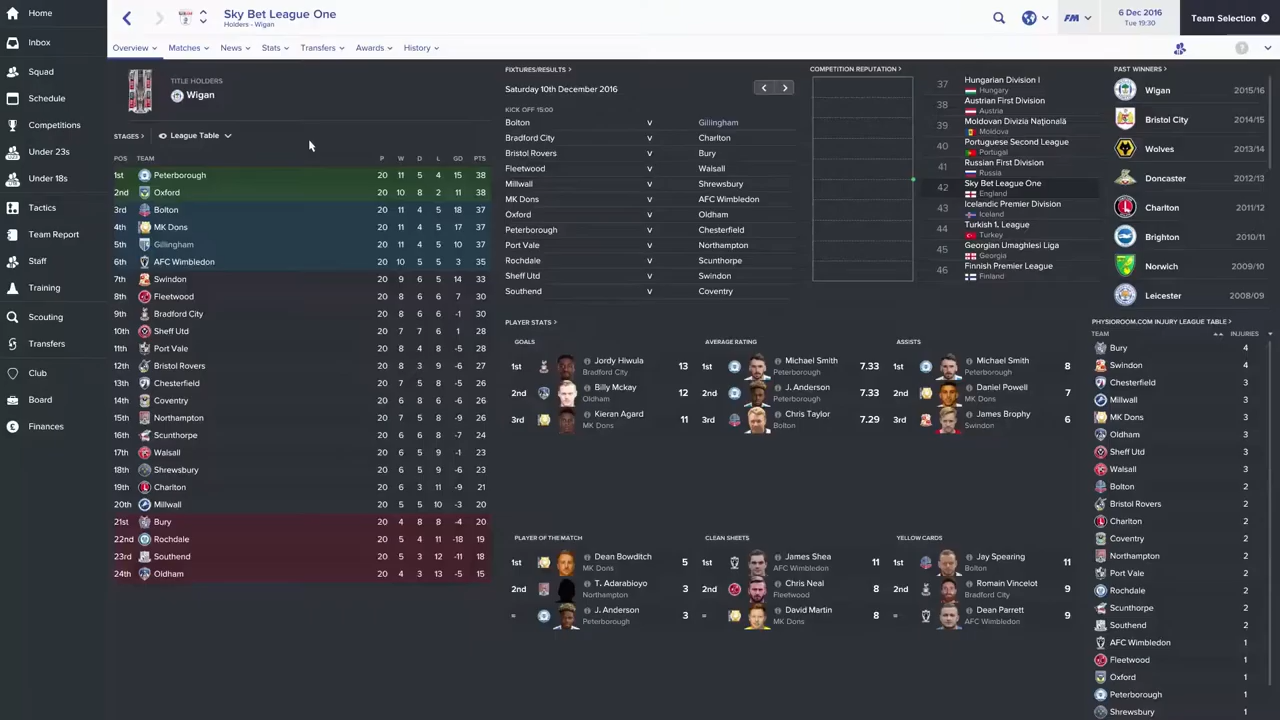 Home
Inbox
Squad
Schedule
Competitions
Under 23s
Under 18s
Tactics
Team Report
Staff
Training
Scouting
Transfers
Club
Board
Finances
Sky Bet League One
Holders - Wigan
FM
6 Dec 2016
Tue 19:30
Team Selection
Overview Matches News Stats Transfers Awards History
TITLE HOLDERS
Wigan
STAGES > League Table
POS TEAM P W D L GD PTS
1st Peterborough 20 11 5 4 15 38
2nd Oxford 20 10 8 2 11 38
3rd Bolton 20 11 4 5 18 37
4th MK Dons 20 11 4 5 17 37
5th Gillingham 20 11 4 5 10 37
6th AFC Wimbledon 20 10 5 5 3 35
7th Swindon 20 9 6 5 14 33
8th Fleetwood 20 8 6 6 7 30
9th Bradford City 20 8 6 6 -1 30
10th Sheff Utd 20 7 7 6 1 28
11th Port Vale 20 8 4 8 -5 28
12th Bristol Rovers 20 8 3 9 -6 27
13th Chesterfield 20 7 5 8 -5 26
14th Coventry 20 6 8 6 -6 26
15th Northampton 20 7 5 8 -9 26
16th Scunthorpe 20 6 6 8 -7 24
17th Walsall 20 6 5 9 -1 23
18th Shrewsbury 20 6 5 9 -6 23
19th Charlton 20 6 3 11 -9 21
20th Millwall 20 5 5 10 -3 20
21st Bury 20 4 8 8 -4 20
22nd Rochdale 20 5 4 11 -18 19
23rd Southend 20 5 3 12 -11 18
24th Oldham 20 4 3 13 -5 15
FIXTURES/RESULTS >
Saturday 10th December 2016
KICK OFF 15:00
Bolton v Gillingham
Bradford City v Charlton
Bristol Rovers v Bury
Fleetwood v Walsall
Millwall v Shrewsbury
MK Dons v AFC Wimbledon
Oxford v Oldham
Peterborough v Chesterfield
Port Vale v Northampton
Rochdale v Scunthorpe
Sheff Utd v Swindon
Southend v Coventry
COMPETITION REPUTATION >
37 Hungarian Division I
Hungary
38 Austrian First Division
Austria
39 Moldovan Divizia Națională
Moldova
40 Portuguese Second League
Portugal
41 Russian First Division
Russia
42 Sky Bet League One
England
43 Icelandic Premier Division
Iceland
44 Turkish 1. League
Turkey
45 Georgian Umaghlesi Liga
Georgia
46 Finnish Premier League
Finland
PAST WINNERS >
Wigan 2015/16
Bristol City 2014/15
Wolves 2013/14
Doncaster 2012/13
Charlton 2011/12
Brighton 2010/11
Norwich 2009/10
Leicester 2008/09
PLAYER STATS >
GOALS
1st Jordy Hiwula 13
Bradford City
2nd Billy Mckay 12
Oldham
3rd Kieran Agard 11
MK Dons
AVERAGE RATING
1st Michael Smith 7.33
Peterborough
2nd J. Anderson 7.33
Peterborough
3rd Chris Taylor 7.29
Bolton
ASSISTS
1st Michael Smith 8
Peterborough
2nd Daniel Powell 7
MK Dons
3rd James Brophy 6
Swindon
PLAYER OF THE MATCH
1st Dean Bowditch 5
MK Dons
2nd T. Adarabioyo 3
Northampton
= J. Anderson 3
Peterborough
CLEAN SHEETS
1st James Shea 11
AFC Wimbledon
2nd Chris Neal 8
Fleetwood
= David Martin 8
MK Dons
YELLOW CARDS
1st Jay Spearing 11
Bolton
2nd Romain Vincelot 9
Bradford City
= Dean Parrett 9
AFC Wimbledon
PHYSIOROOM.COM INJURY LEAGUE TABLE >
TEAM INJURIES
Bury 4
Swindon 4
Chesterfield 3
Millwall 3
MK Dons 3
Oldham 3
Sheff Utd 3
Walsall 3
Bolton 2
Bristol Rovers 2
Charlton 2
Coventry 2
Northampton 2
Port Vale 2
Rochdale 2
Scunthorpe 2
Southend 2
AFC Wimbledon 1
Fleetwood 1
Oxford 1
Peterborough 1
Shrewsbury 1